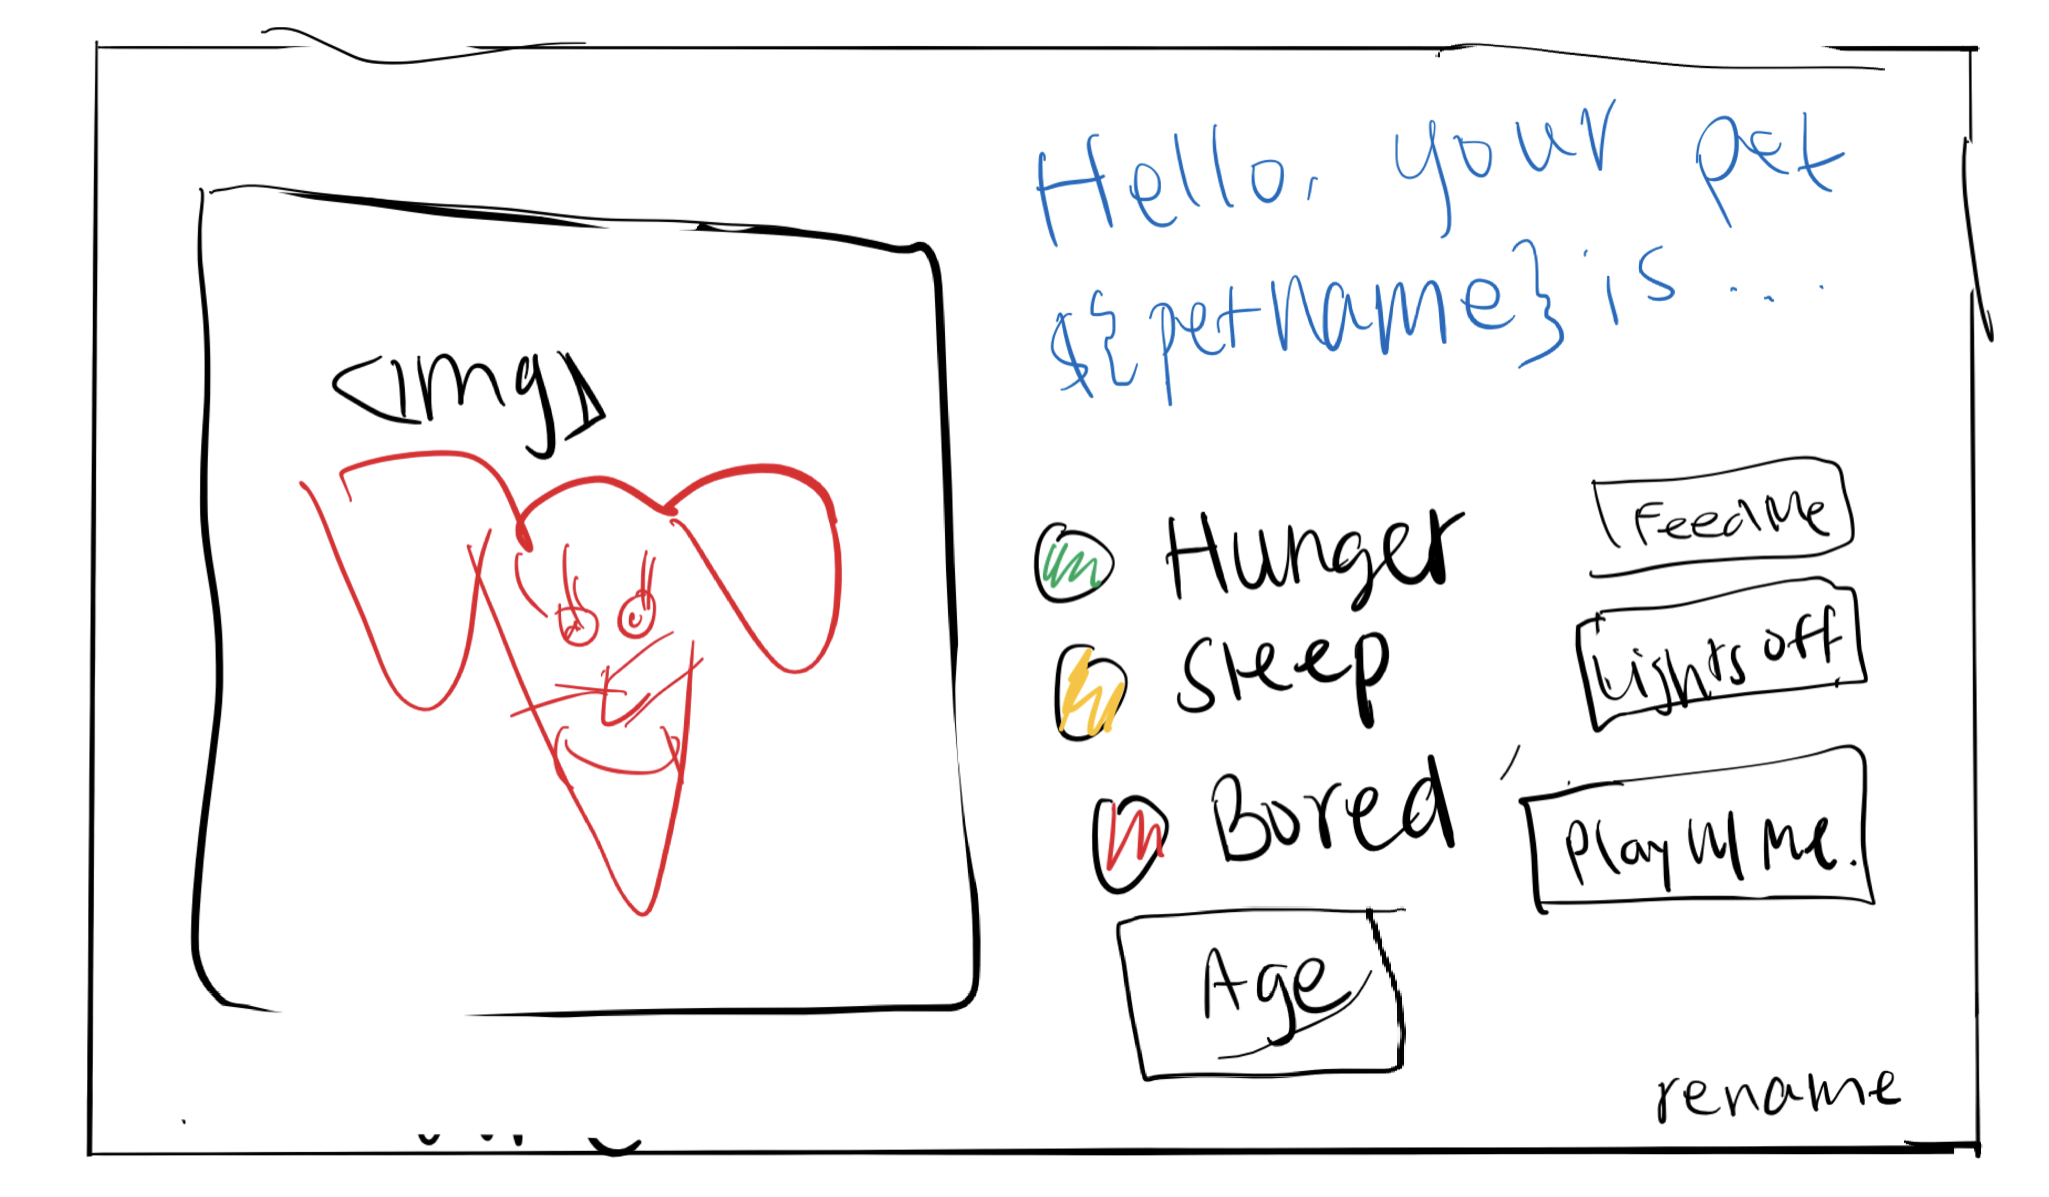 Hello, your pet
${petname} is ...
<img>
Hunger
Feed Me
Sleep
Lights off
Bored
Play w/ Me.
Age
rename